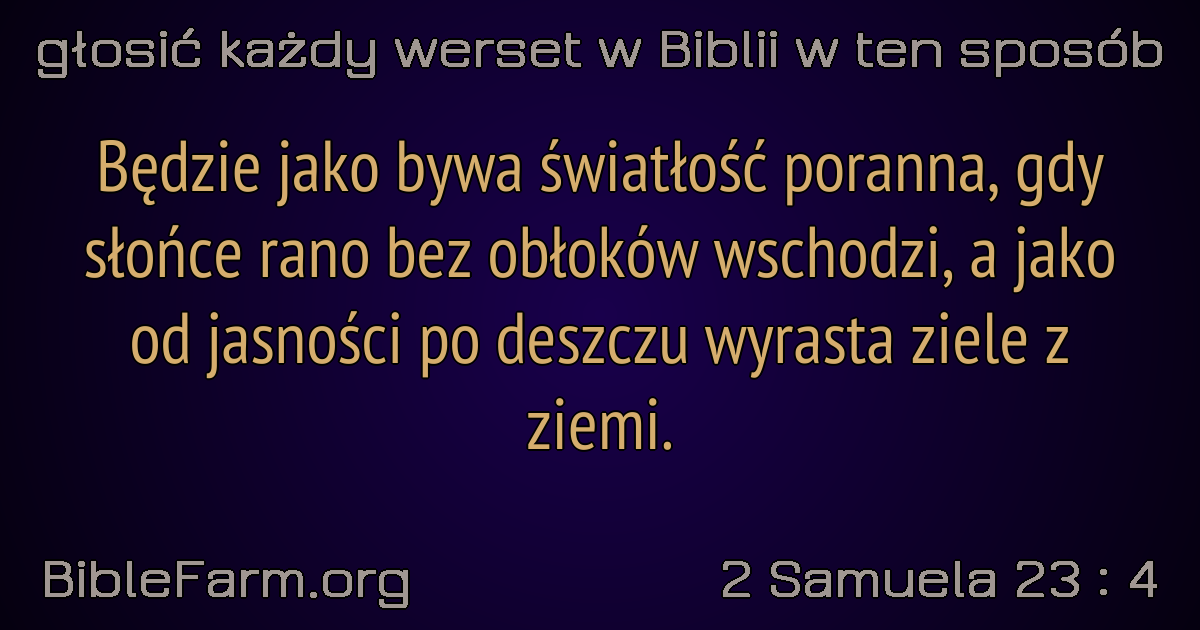 głosić każdy werset w Biblii w ten sposób
Będzie jako bywa światłość poranna, gdy
słońce rano bez obłoków wschodzi, a jako
od jasności po deszczu wyrasta ziele z
ziemi.
BibleFarm.org
2 Samuela 23 : 4